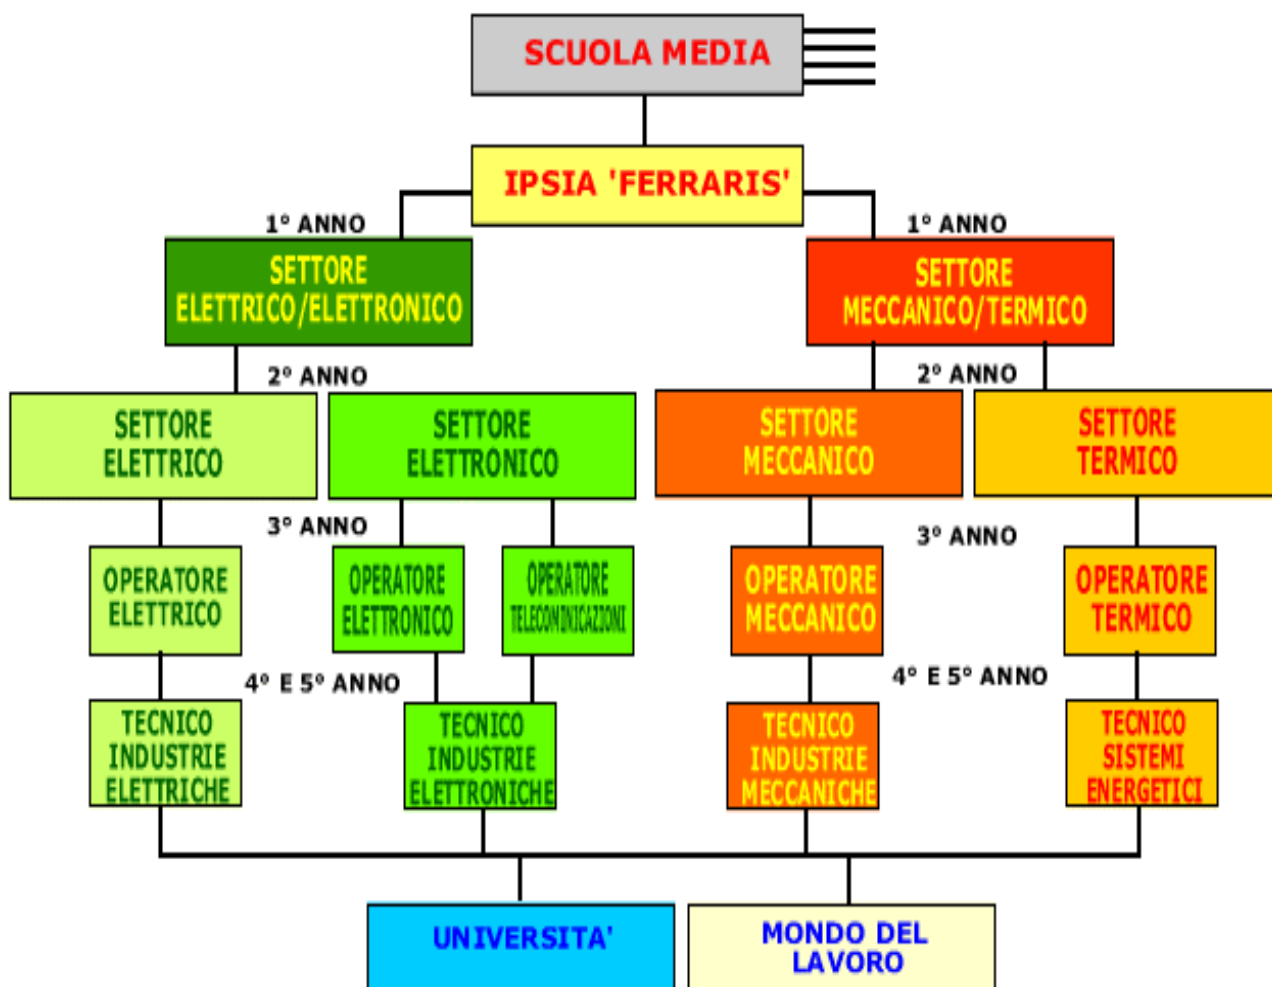 SCUOLA MEDIA
IPSIA 'FERRARIS'
1° ANNO
1° ANNO
SETTORE
ELETTRICO/ELETTRONICO
SETTORE
MECCANICO/TERMICO
2° ANNO
2° ANNO
SETTORE
ELETTRICO
SETTORE
ELETTRONICO
SETTORE
MECCANICO
SETTORE
TERMICO
3° ANNO
3° ANNO
OPERATORE
ELETTRICO
OPERATORE
ELETTRONICO
OPERATORE
TELECOMINICAZIONI
OPERATORE
MECCANICO
OPERATORE
TERMICO
4° E 5° ANNO
4° E 5° ANNO
TECNICO
INDUSTRIE
ELETTRICHE
TECNICO
INDUSTRIE
ELETTRONICHE
TECNICO
INDUSTRIE
MECCANICHE
TECNICO
SISTEMI
ENERGETICI
UNIVERSITA'
MONDO DEL
LAVORO